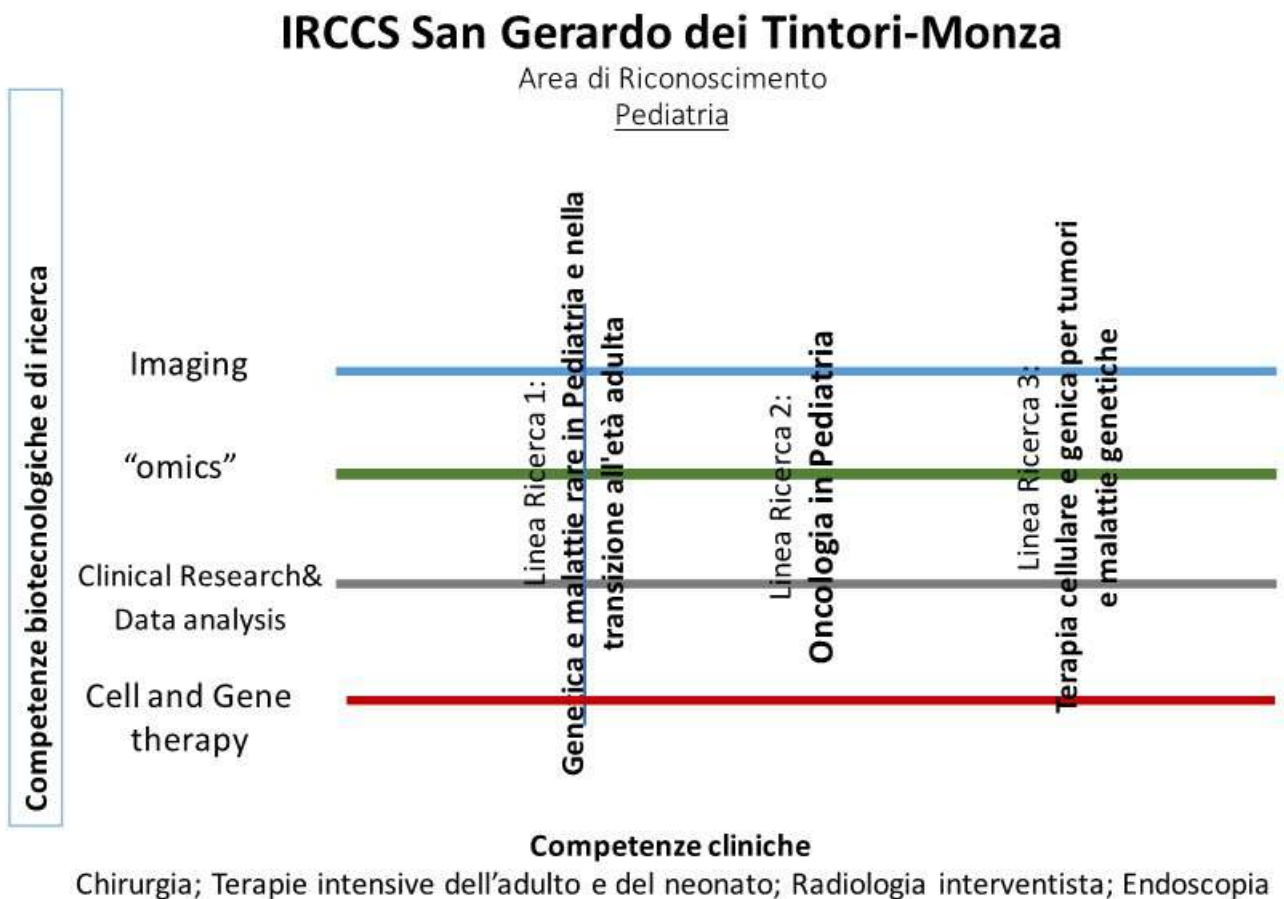 IRCCS San Gerardo dei Tintori-Monza
Area di Riconoscimento
Pediatria
Competenze biotecnologiche e di ricerca
Imaging
“omics”
Clinical Research&
Data analysis
Cell and Gene
therapy
Linea Ricerca 1:
Genetica e malattie rare in Pediatria e nella
transizione all'età adulta
Linea Ricerca 2:
Oncologia in Pediatria
Linea Ricerca 3:
Terapia cellulare e genica per tumori
e malattie genetiche
Competenze cliniche
Chirurgia; Terapie intensive dell’adulto e del neonato; Radiologia interventista; Endoscopia